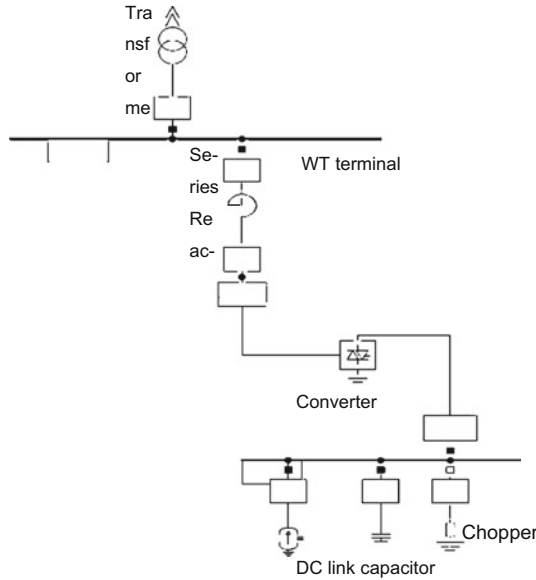 Tra
nsf
or
me
WT terminal
Se-
ries
Re
ac-
Converter
Chopper
DC link capacitor